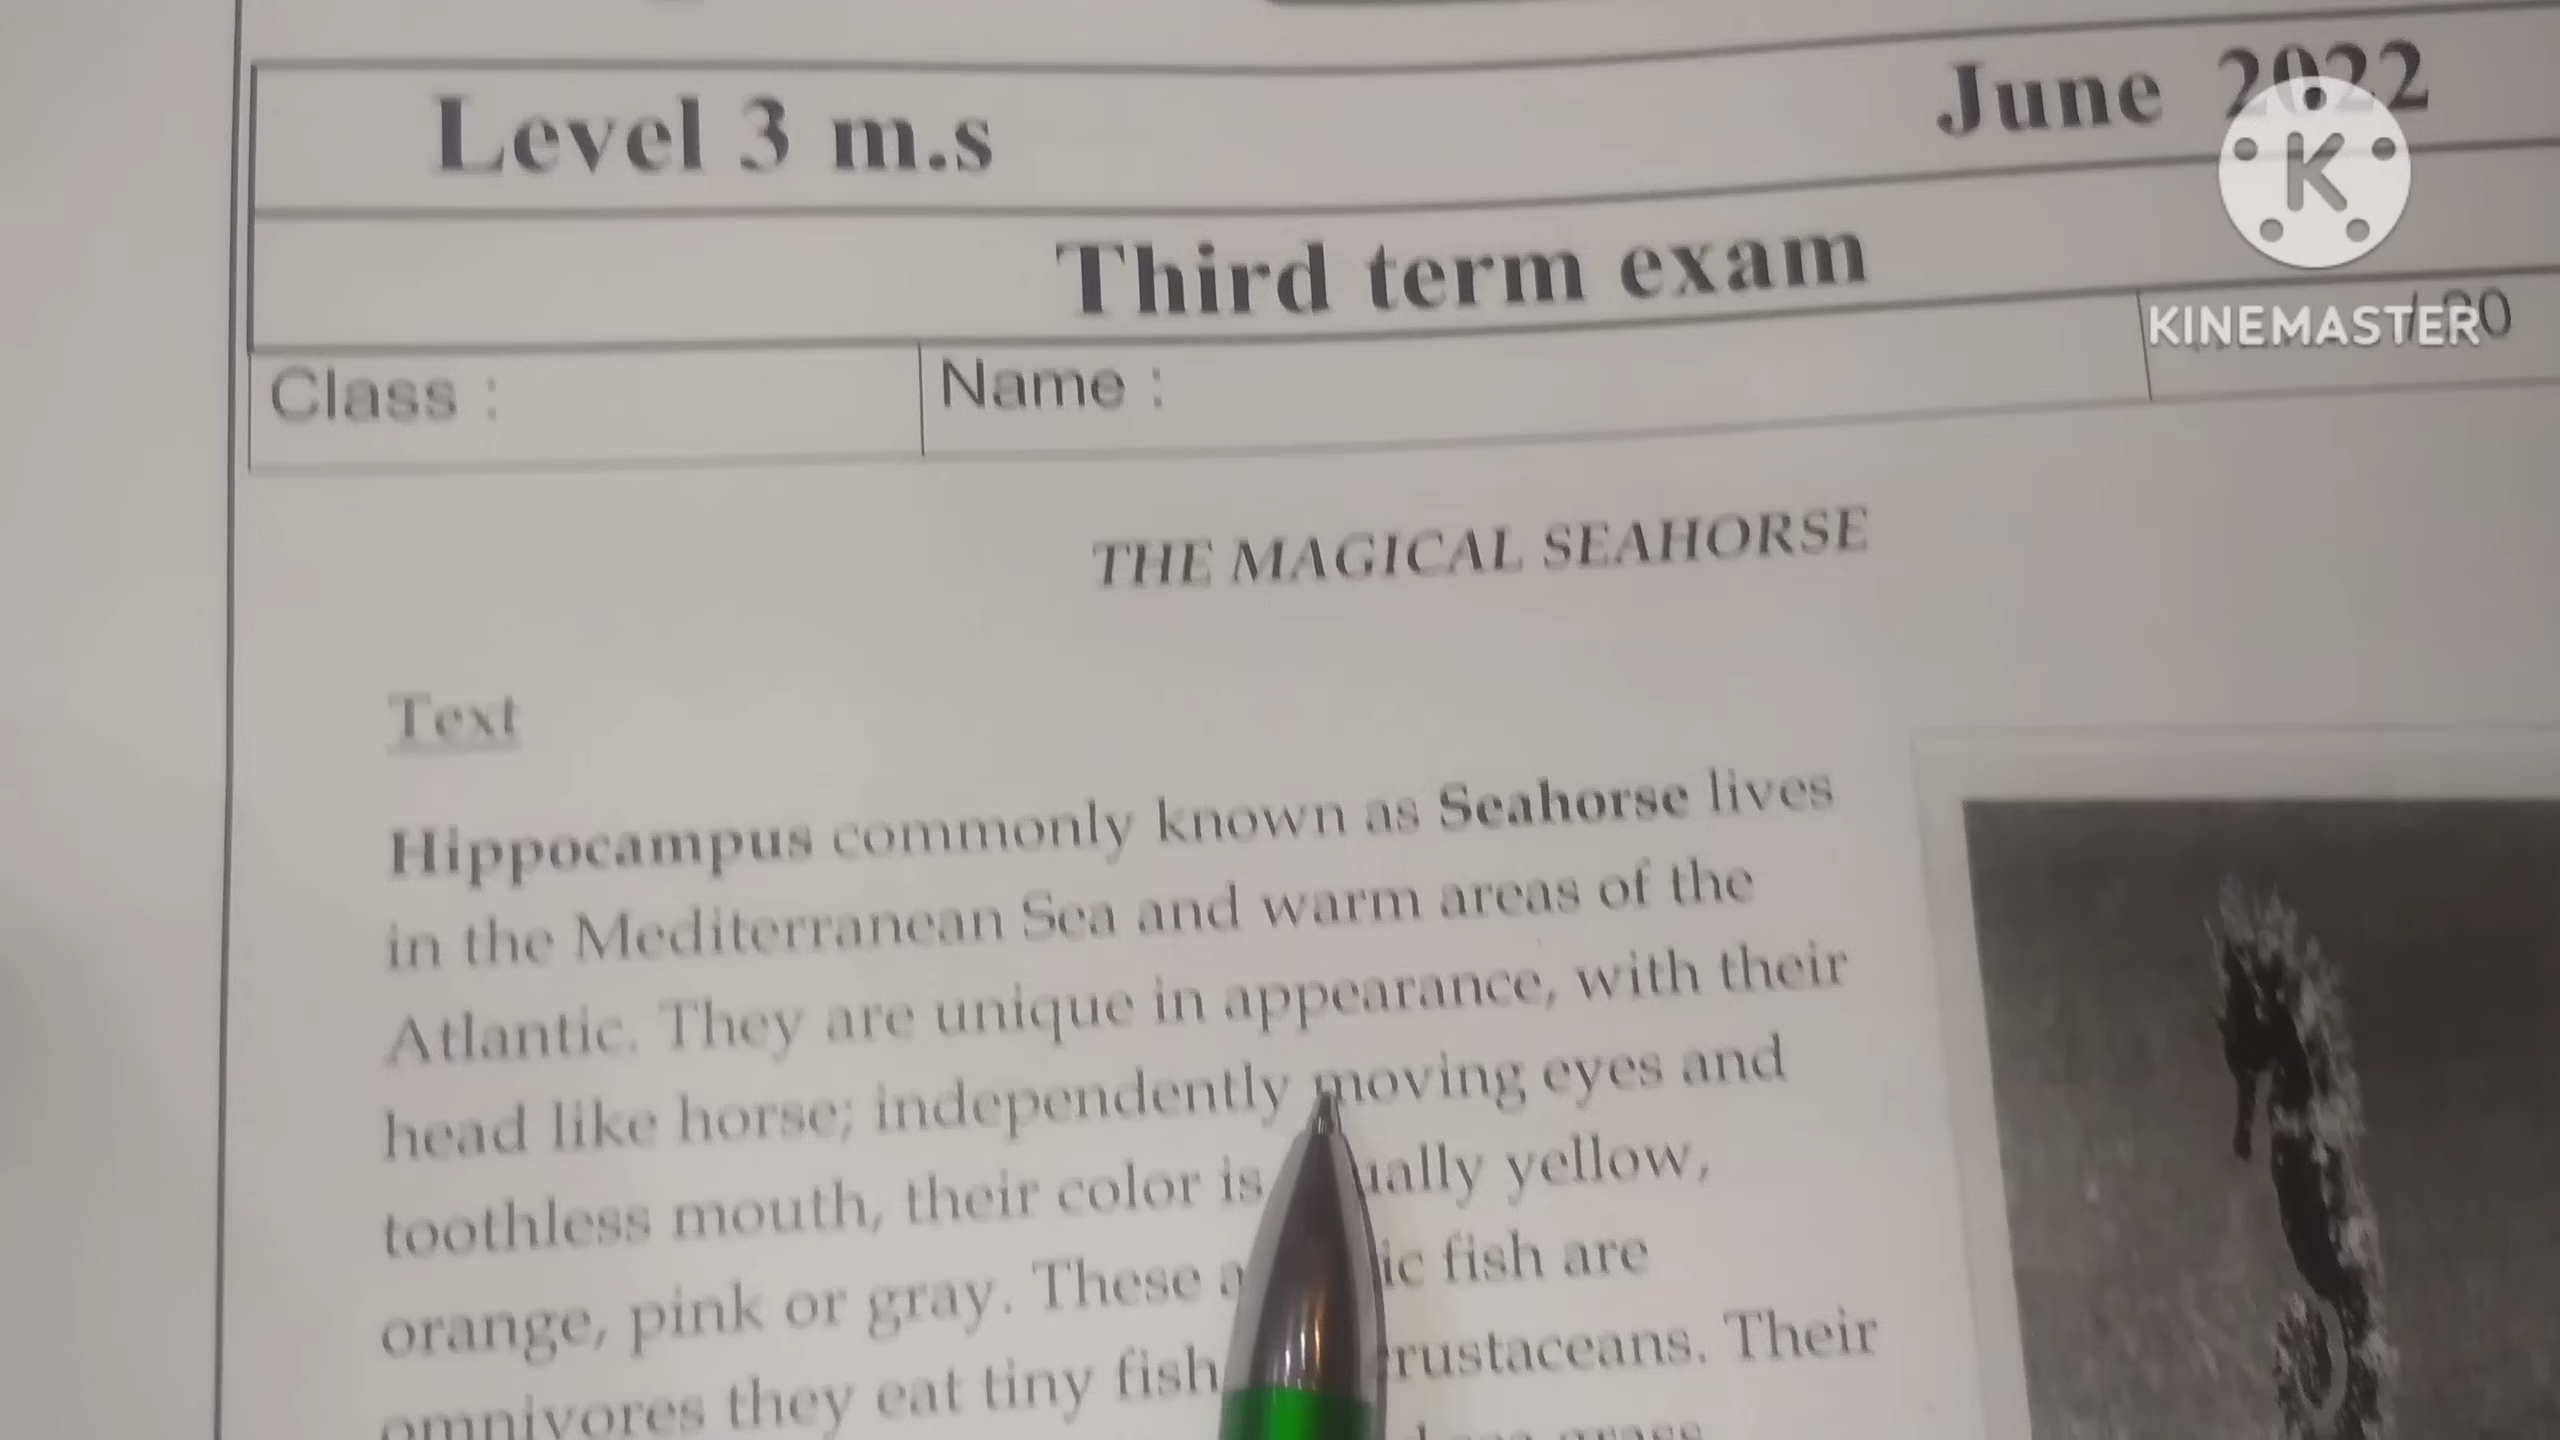 Level 3 m.s
June 2022
Third term exam
Class :
Name :
/ 20
K
KINEMASTER
THE MAGICAL SEAHORSE
Text
Hippocampus commonly known as Seahorse lives
in the Mediterranean Sea and warm areas of the
Atlantic. They are unique in appearance, with their
head like horse; independently moving eyes and
toothless mouth, their color is ually yellow,
orange, pink or gray. These a ic fish are
omnivores they eat tiny fish rustaceans. Their
grass